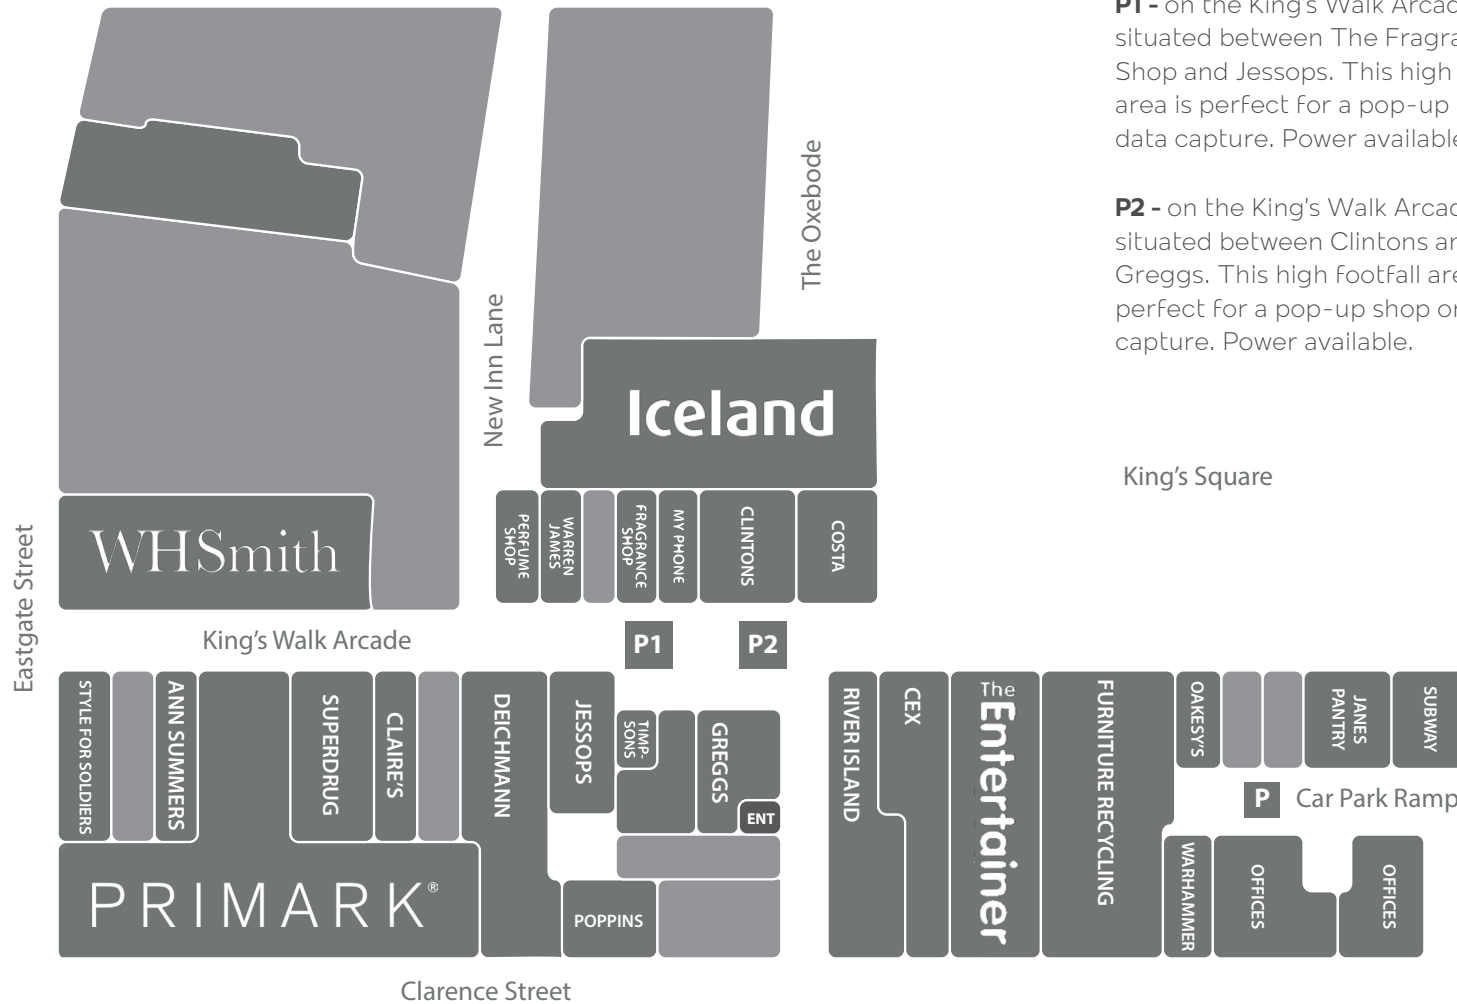 P1 - on the King's Walk Arcad
situated between The Fragra
Shop and Jessops. This high
area is perfect for a pop-up
data capture. Power available
P2 - on the King's Walk Arcad
situated between Clintons an
Greggs. This high footfall are
perfect for a pop-up shop or
capture. Power available.
The Oxebode
New Inn Lane
Iceland
King's Square
Eastgate Street
WHSmith
PERFUME
SHOP
WARREN
JAMES
FRAGRANCE
SHOP
MY PHONE
CLINTONS
COSTA
King's Walk Arcade
P1
P2
STYLE FOR SOLDIERS
ANN SUMMERS
SUPERDRUG
CLAIRE'S
DEICHMANN
JESSOPS
TIMP-
SONS
GREGGS
ENT
RIVER ISLAND
CEX
The
Entertainer
FURNITURE RECYCLING
OAKESY'S
JANES
PANTRY
SUBWAY
P
Car Park Ramp
PRIMARK®
POPPINS
WARHAMMER
OFFICES
OFFICES
Clarence Street